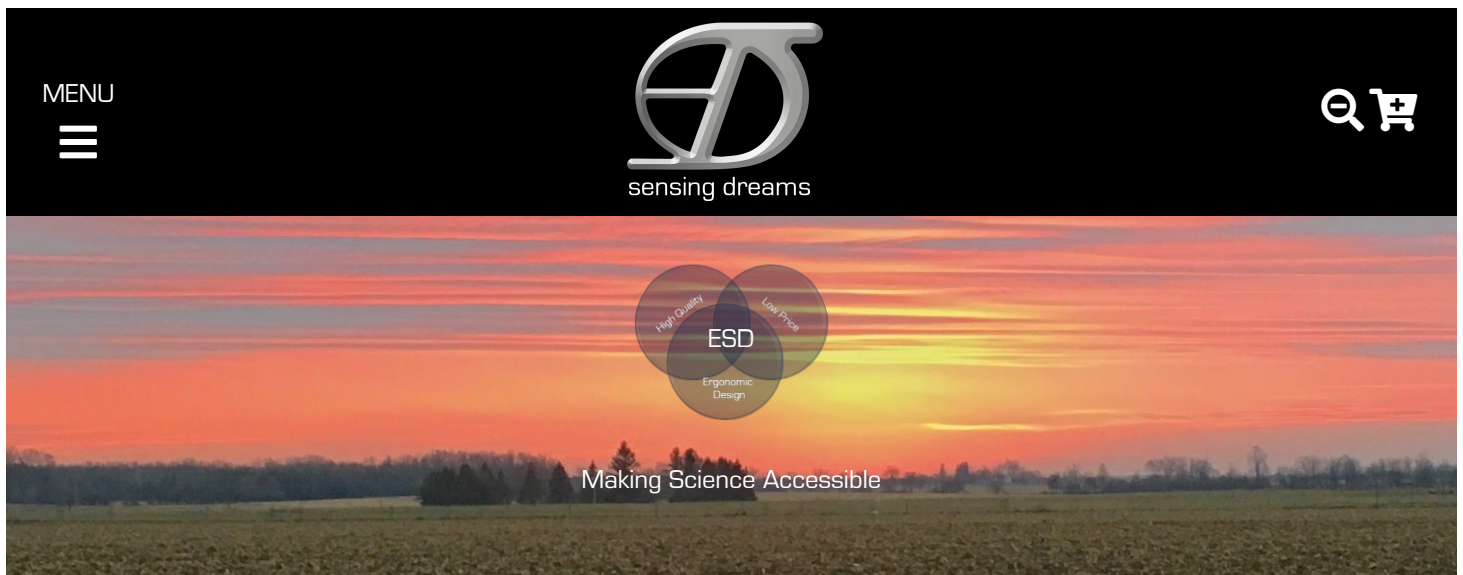 MENU
sensing dreams
High Quality
Low Price
ESD
Ergonomic
Design
Making Science Accessible